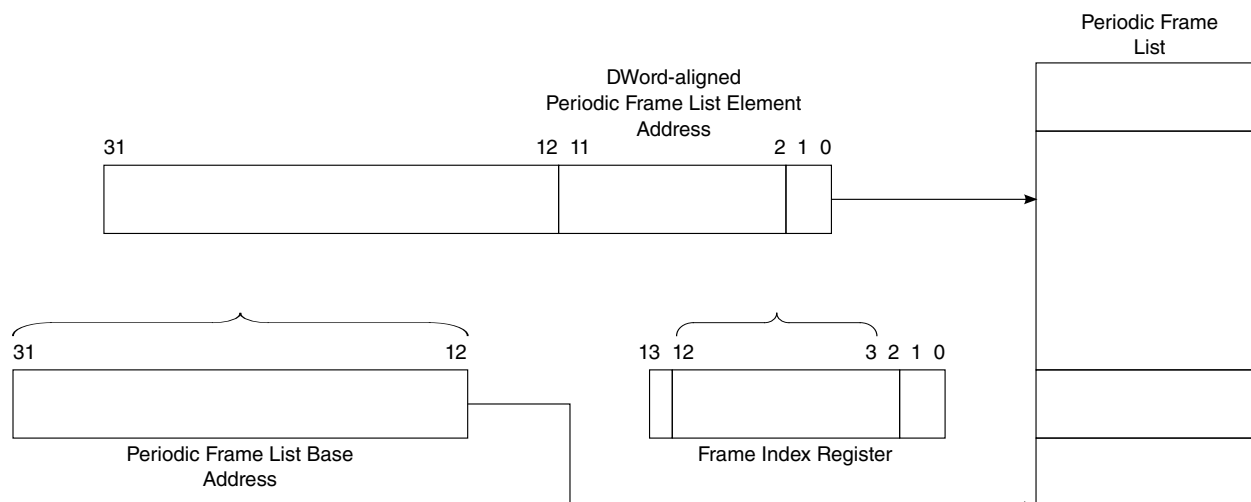 Periodic Frame
List
DWord-aligned
Periodic Frame List Element
Address
31 12 11 2 1 0
31 12 13 12 3 2 1 0
Periodic Frame List Base
Address
Frame Index Register